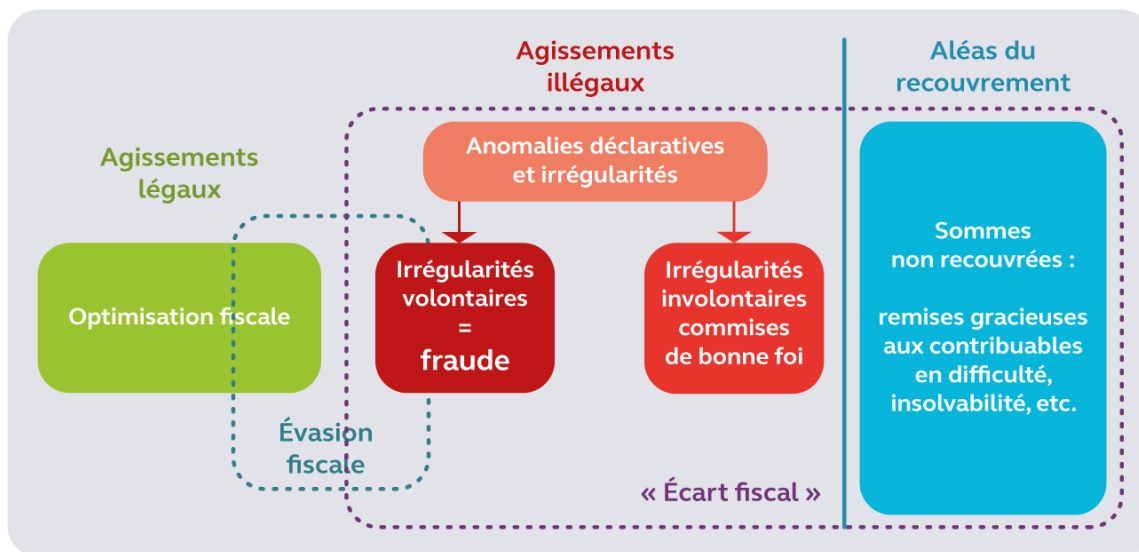 Agissements
illégaux
Aléas du
recouvrement
Anomalies déclaratives
et irrégularités
Agissements
légaux
Optimisation fiscale
Irrégularités
volontaires
=
fraude
Irrégularités
involontaires
commises
de bonne foi
Sommes
non recouvrées :
remises gracieuses
aux contribuables
en difficulté,
insolvabilité, etc.
Évasion
fiscale
« Écart fiscal »